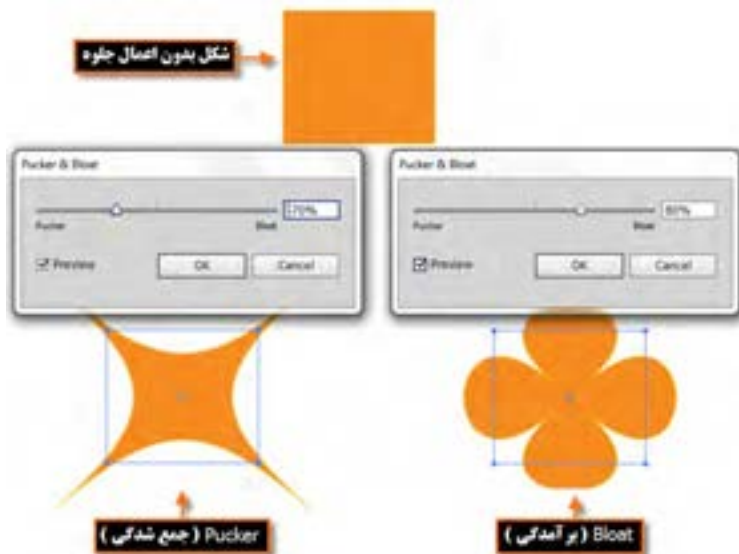 شکل بدون اعمال جلوه
Pucker & Bloat
-70%
Pucker Bloat
Preview OK Cancel
Pucker & Bloat
80%
Pucker Bloat
Preview OK Cancel
Pucker ( جمع شدگی )
Bloat ( بر آمدگی )